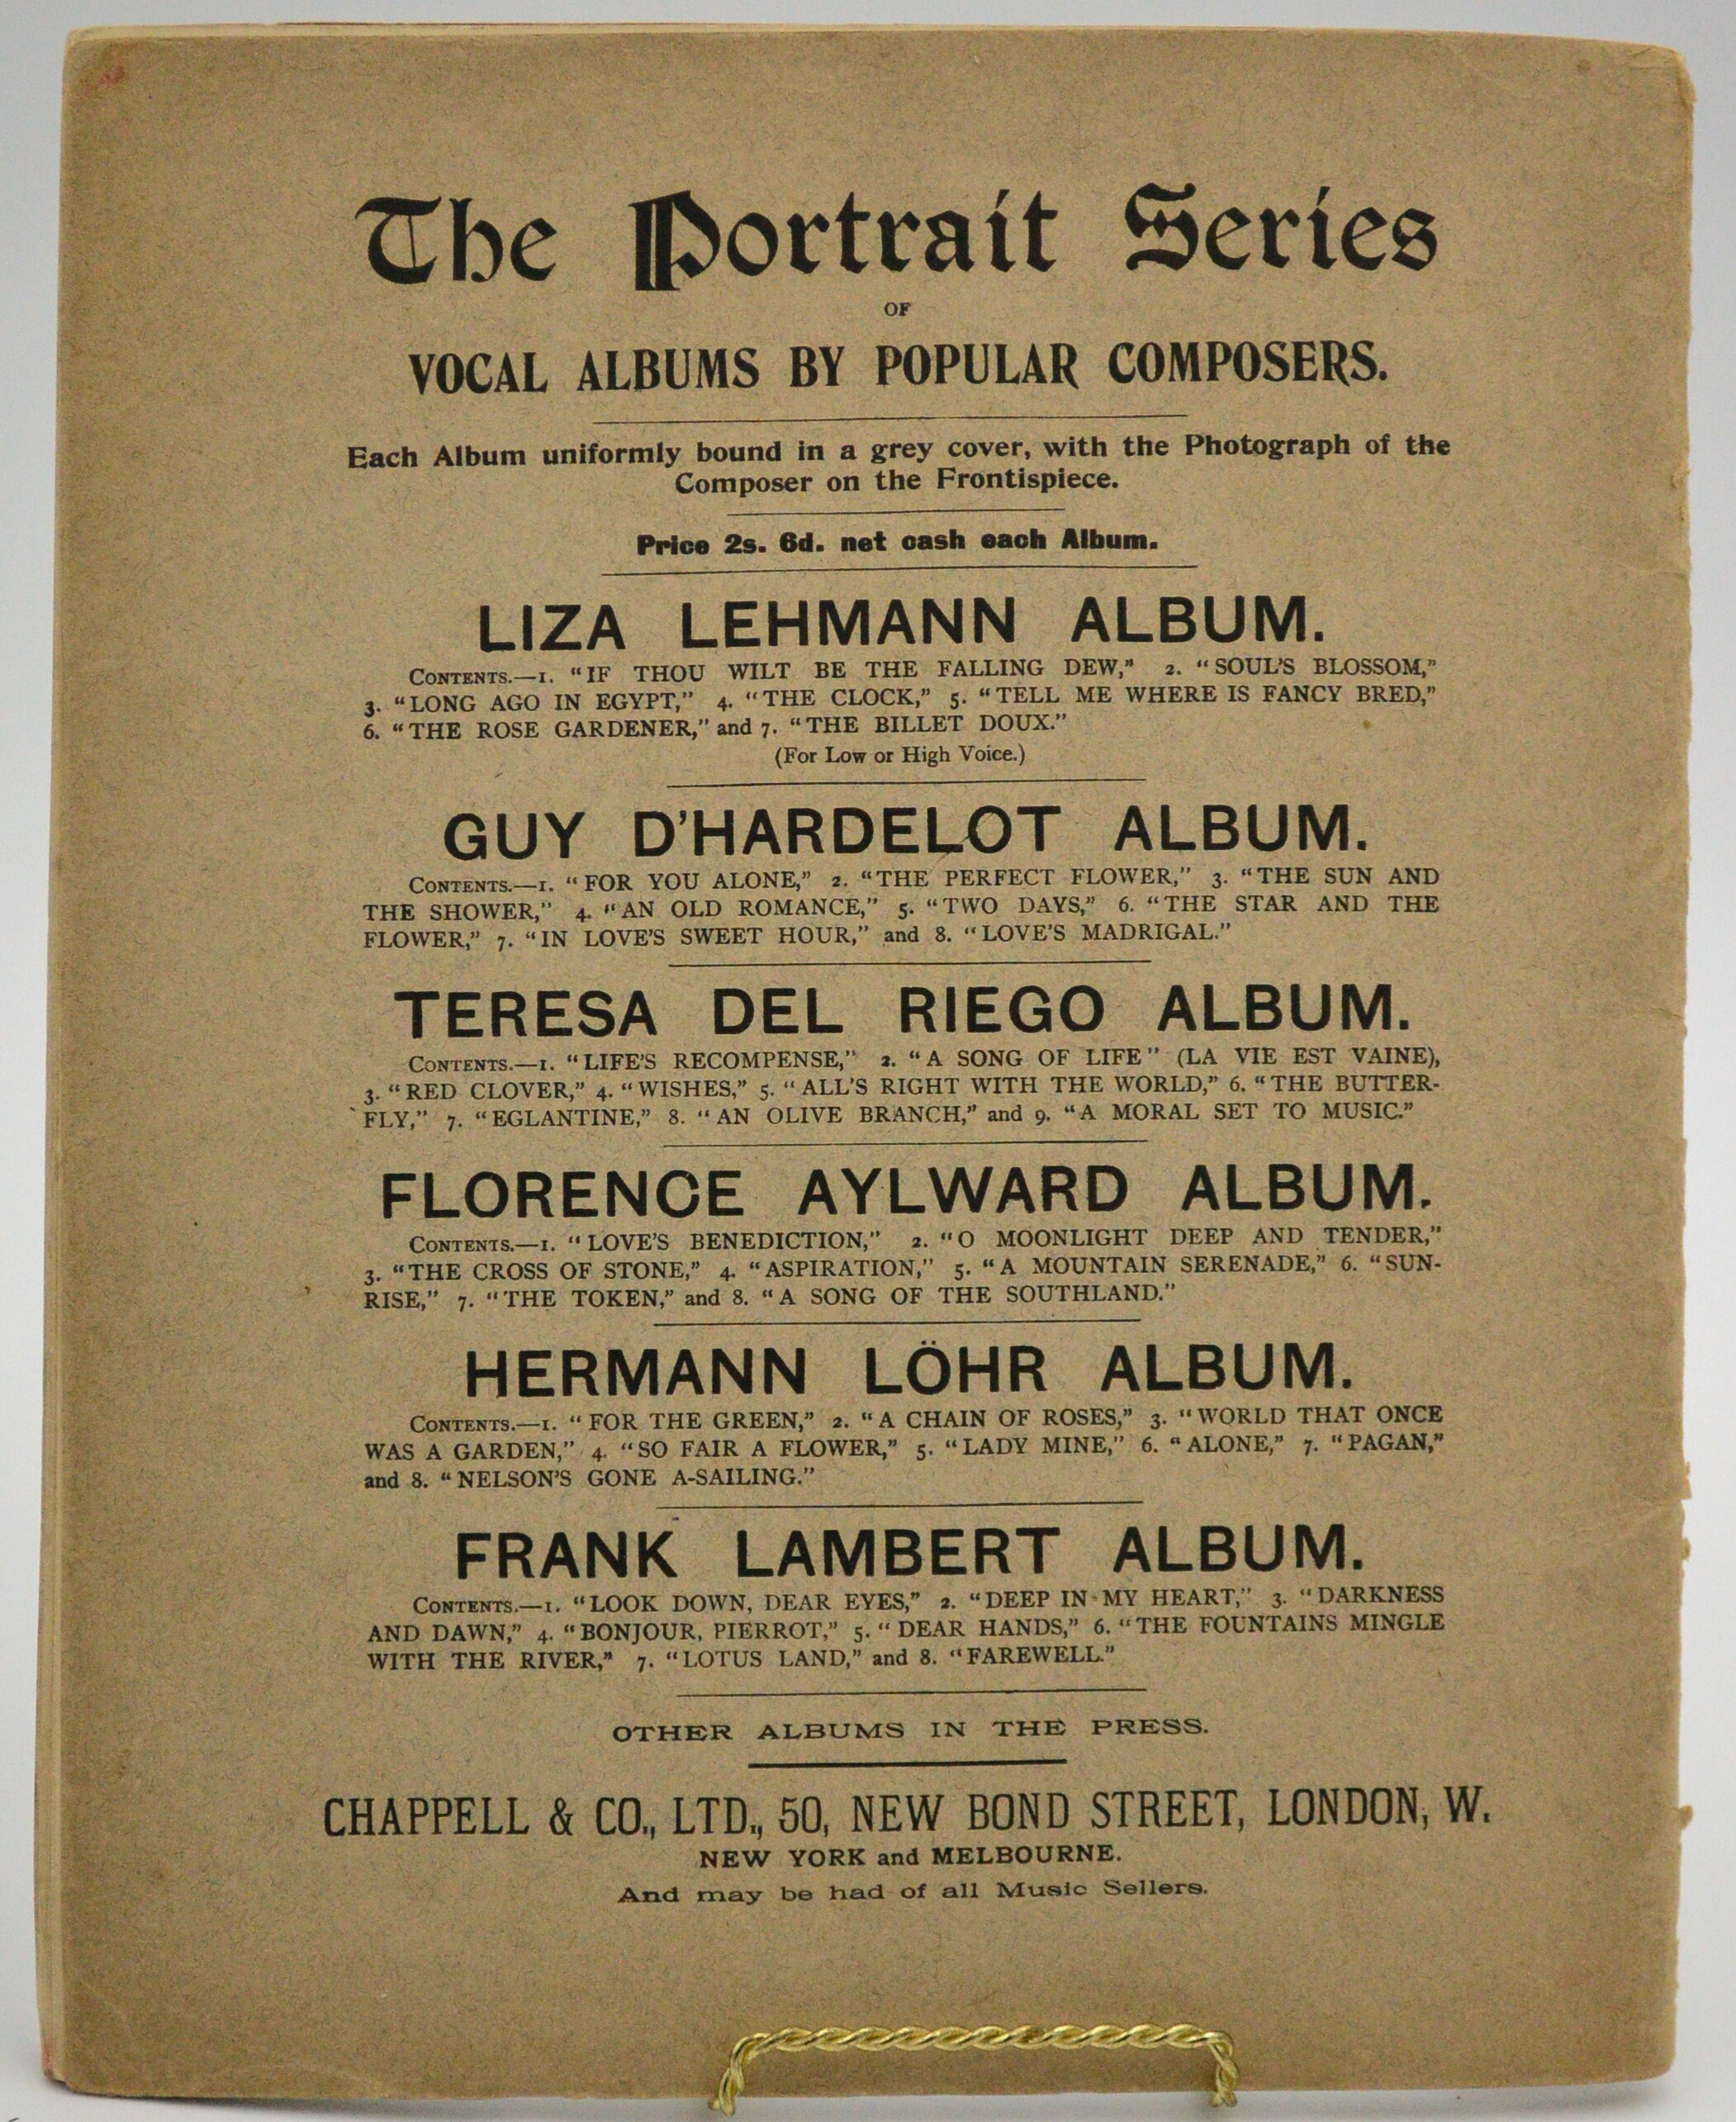 The Portrait Series
OF
VOCAL ALBUMS BY POPULAR COMPOSERS.
Each Album uniformly bound in a grey cover, with the Photograph of the
Composer on the Frontispiece.
Price 2s. 6d. net cash each Album.
LIZA LEHMANN ALBUM.
CONTENTS.—1. “IF THOU WILT BE THE FALLING DEW,” 2. “SOUL'S BLOSSOM,”
3. “LONG AGO IN EGYPT,” 4. “THE CLOCK,” 5. “TELL ME WHERE IS FANCY BRED,”
6. “THE ROSE GARDENER,” and 7. “THE BILLET DOUX.”
(For Low or High Voice.)
GUY D'HARDELOT ALBUM.
CONTENTS.—1. “FOR YOU ALONE,” 2. “THE PERFECT FLOWER,” 3. “THE SUN AND
THE SHOWER,” 4. “AN OLD ROMANCE,” 5. “TWO DAYS,” 6. “THE STAR AND THE
FLOWER,” 7. “IN LOVE'S SWEET HOUR,” and 8. “LOVE'S MADRIGAL.”
TERESA DEL RIEGO ALBUM.
CONTENTS.—1. “LIFE'S RECOMPENSE,” 2. “A SONG OF LIFE” (LA VIE EST VAINE),
3. “RED CLOVER,” 4. “WISHES,” 5. “ALL'S RIGHT WITH THE WORLD,” 6. “THE BUTTER-
FLY,” 7. “EGLANTINE,” 8. “AN OLIVE BRANCH,” and 9. “A MORAL SET TO MUSIC.”
FLORENCE AYLWARD ALBUM.
CONTENTS.—1. “LOVE'S BENEDICTION,” 2. “O MOONLIGHT DEEP AND TENDER,”
3. “THE CROSS OF STONE,” 4. “ASPIRATION,” 5. “A MOUNTAIN SERENADE,” 6. “SUN-
RISE,” 7. “THE TOKEN,” and 8. “A SONG OF THE SOUTHLAND.”
HERMANN LÖHR ALBUM.
CONTENTS.—1. “FOR THE GREEN,” 2. “A CHAIN OF ROSES,” 3. “WORLD THAT ONCE
WAS A GARDEN,” 4. “SO FAIR A FLOWER,” 5. “LADY MINE,” 6. “ALONE,” 7. “PAGAN,”
and 8. “NELSON'S GONE A-SAILING.”
FRANK LAMBERT ALBUM.
CONTENTS.—1. “LOOK DOWN, DEAR EYES,” 2. “DEEP IN MY HEART,” 3. “DARKNESS
AND DAWN,” 4. “BONJOUR, PIERROT,” 5. “DEAR HANDS,” 6. “THE FOUNTAINS MINGLE
WITH THE RIVER,” 7. “LOTUS LAND,” and 8. “FAREWELL.”
OTHER ALBUMS IN THE PRESS.
CHAPPELL & CO., LTD., 50, NEW BOND STREET, LONDON, W.
NEW YORK and MELBOURNE.
And may be had of all Music Sellers.